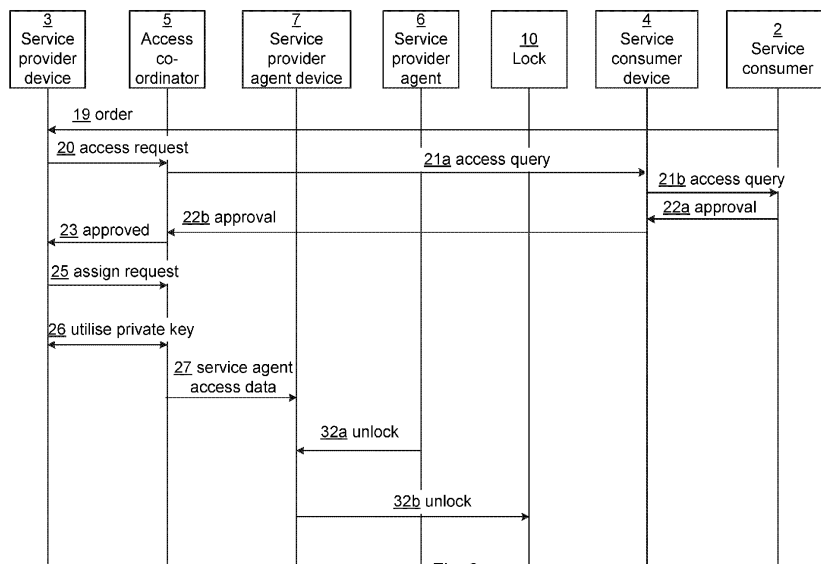 3
Service
provider
device
5
Access
co-
ordinator
7
Service
provider
agent device
6
Service
provider
agent
10
Lock
4
Service
consumer
device
2
Service
consumer
19 order
20 access request
21a access query
21b access query
22a approval
22b approval
23 approved
25 assign request
26 utilise private key
27 service agent
access data
32a unlock
32b unlock